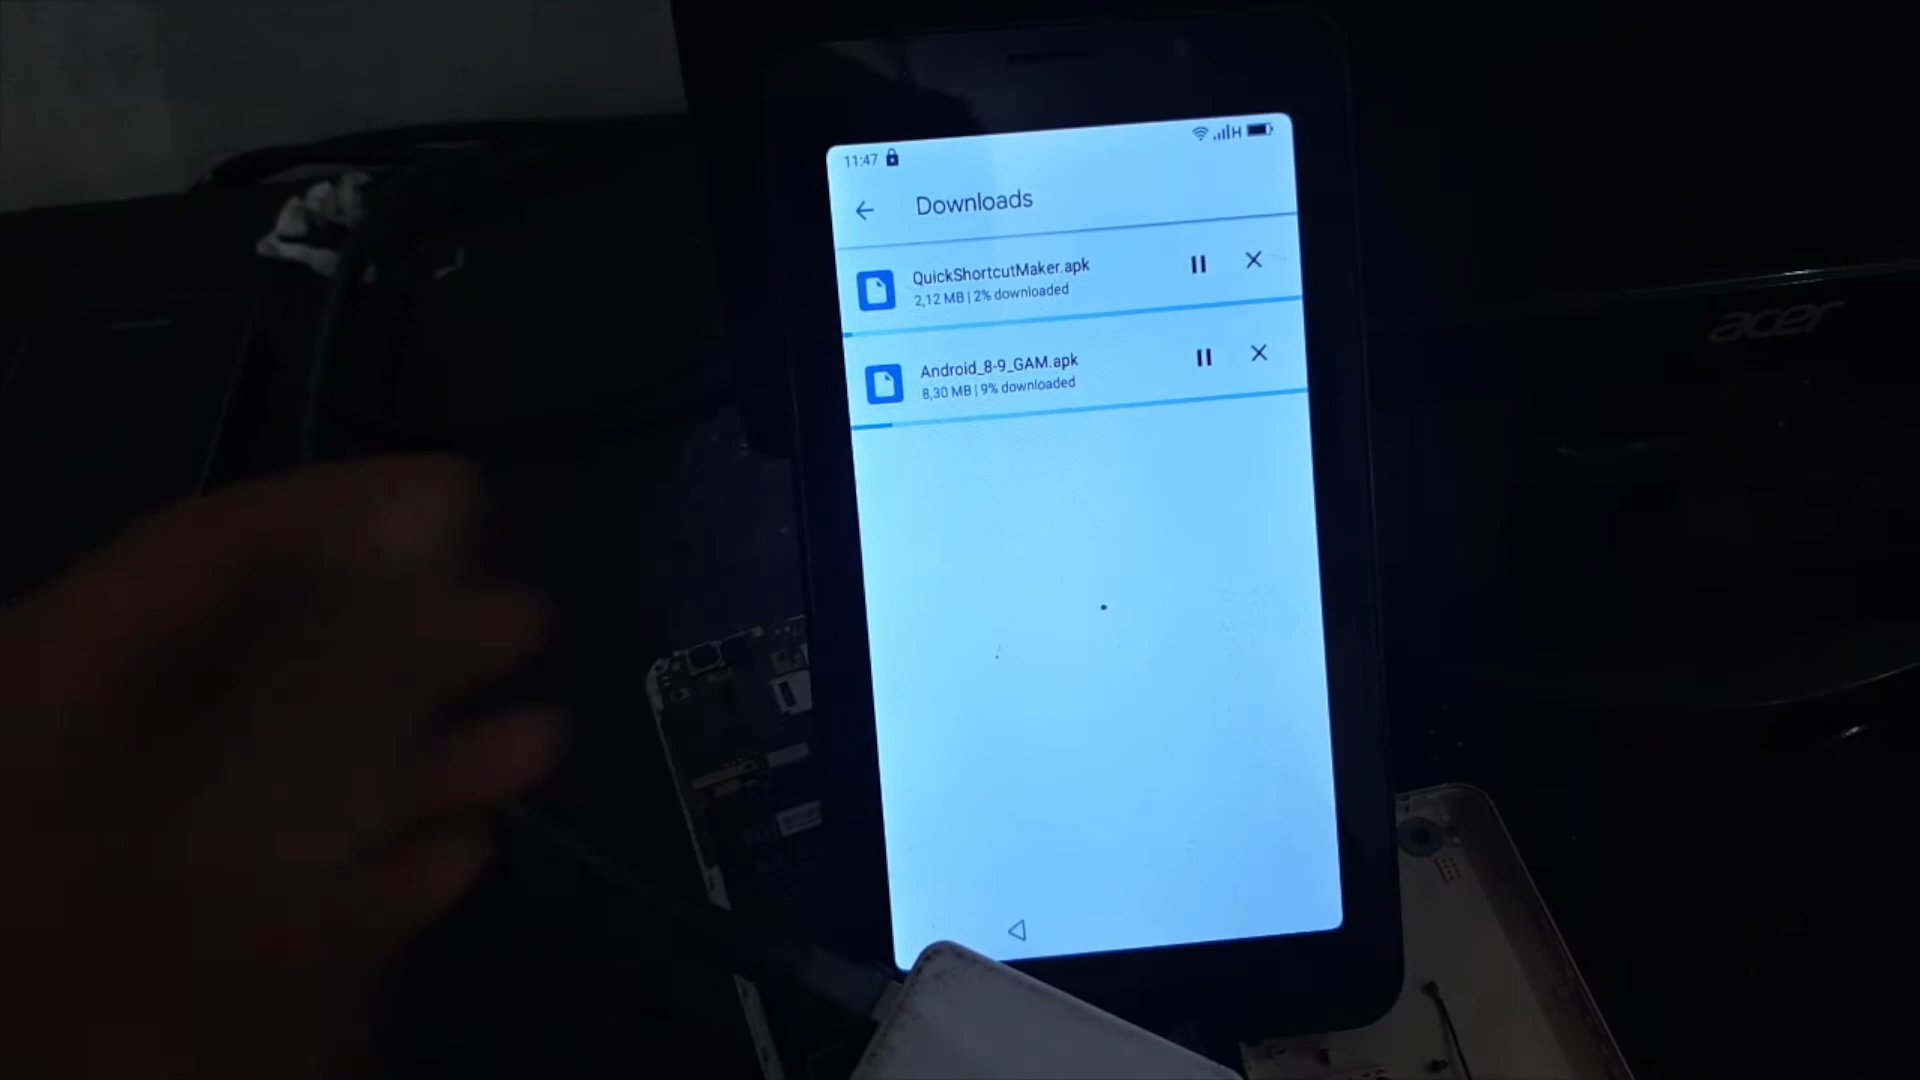 11:47 H
Downloads
QuickShortcutMaker.apk
2,12 MB | 2% downloaded
Android_8-9_GAM.apk
8,30 MB | 9% downloaded
acer